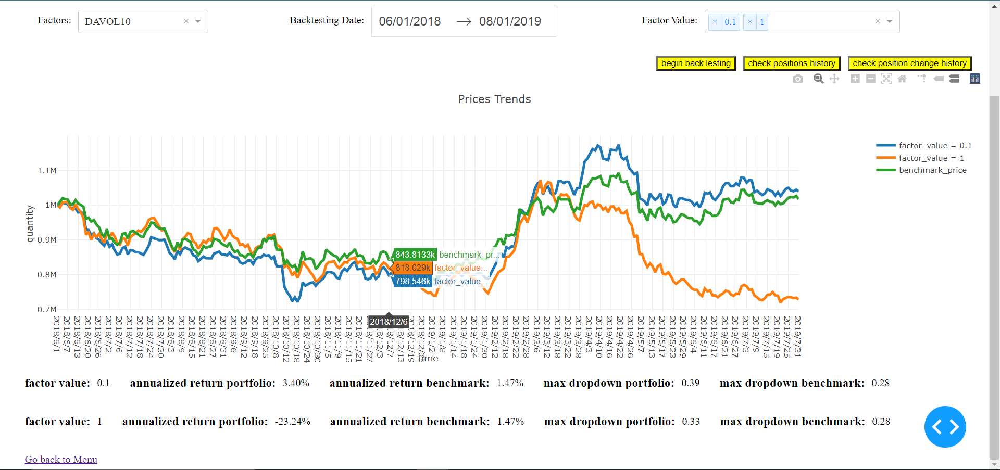 Factors: DAVOL10 × Backtesting Date: 06/01/2018 → 08/01/2019 Factor Value: × 0.1 × 1 ×
begin backTesting check positions history check position change history
Prices Trends
factor_value = 0.1
factor_value = 1
benchmark_price
1.1M
1M
0.9M
0.8M
0.7M
quantity
843.8133k benchmark_pr...
818.029k factor_value...
798.546k factor_value...
2018/12/6
2018/6/1 2018/6/7 2018/6/13 2018/6/20 2018/6/26 2018/7/2 2018/7/6 2018/7/12 2018/7/18 2018/7/24 2018/7/30 2018/8/3 2018/8/9 2018/8/15 2018/8/21 2018/8/27 2018/8/31 2018/9/6 2018/9/12 2018/9/18 2018/9/25 2018/10/8 2018/10/12 2018/10/18 2018/10/24 2018/10/30 2018/11/5 2018/11/9 2018/11/15 2018/11/21 2018/11/27 2018/12/3 2018/12/7 2018/12/13 2018/12/19 2018/12/25 2019/1/2 2019/1/8 2019/1/14 2019/1/18 2019/1/24 2019/1/30 2019/2/12 2019/2/18 2019/2/22 2019/2/28 2019/3/6 2019/3/12 2019/3/18 2019/3/22 2019/3/28 2019/4/3 2019/4/10 2019/4/16 2019/4/22 2019/4/26 2019/5/7 2019/5/13 2019/5/17 2019/5/23 2019/5/29 2019/6/4 2019/6/11 2019/6/17 2019/6/21 2019/6/27 2019/7/3 2019/7/9 2019/7/15 2019/7/19 2019/7/25 2019/7/31
time
factor value: 0.1 annualized return portfolio: 3.40% annualized return benchmark: 1.47% max dropdown portfolio: 0.39 max dropdown benchmark: 0.28
factor value: 1 annualized return portfolio: -23.24% annualized return benchmark: 1.47% max dropdown portfolio: 0.33 max dropdown benchmark: 0.28
Go back to Menu